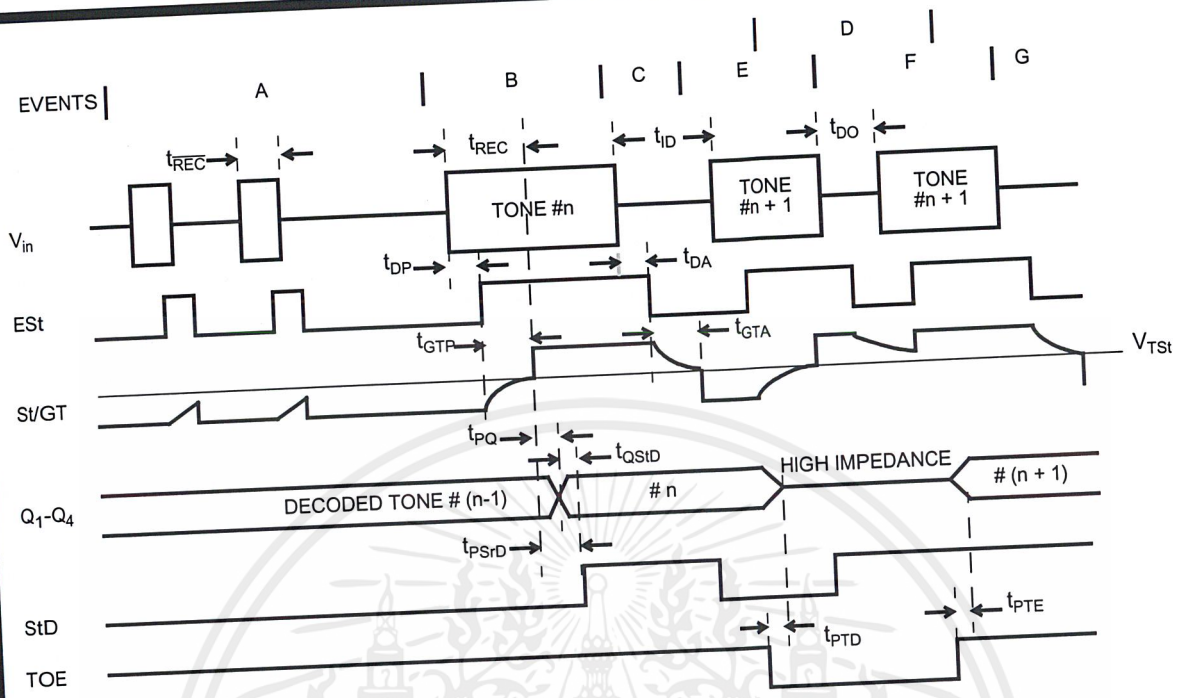 D
EVENTS A B C E F G
tREC tREC tID tDO
Vin TONE #n TONE #n + 1 TONE #n + 1
tDP tDA
ESt
tGTP tGTA VTSt
St/GT
tPQ tQStD
Q1-Q4 DECODED TONE # (n-1) # n HIGH IMPEDANCE # (n + 1)
tPSrD
StD tPTD tPTE
TOE